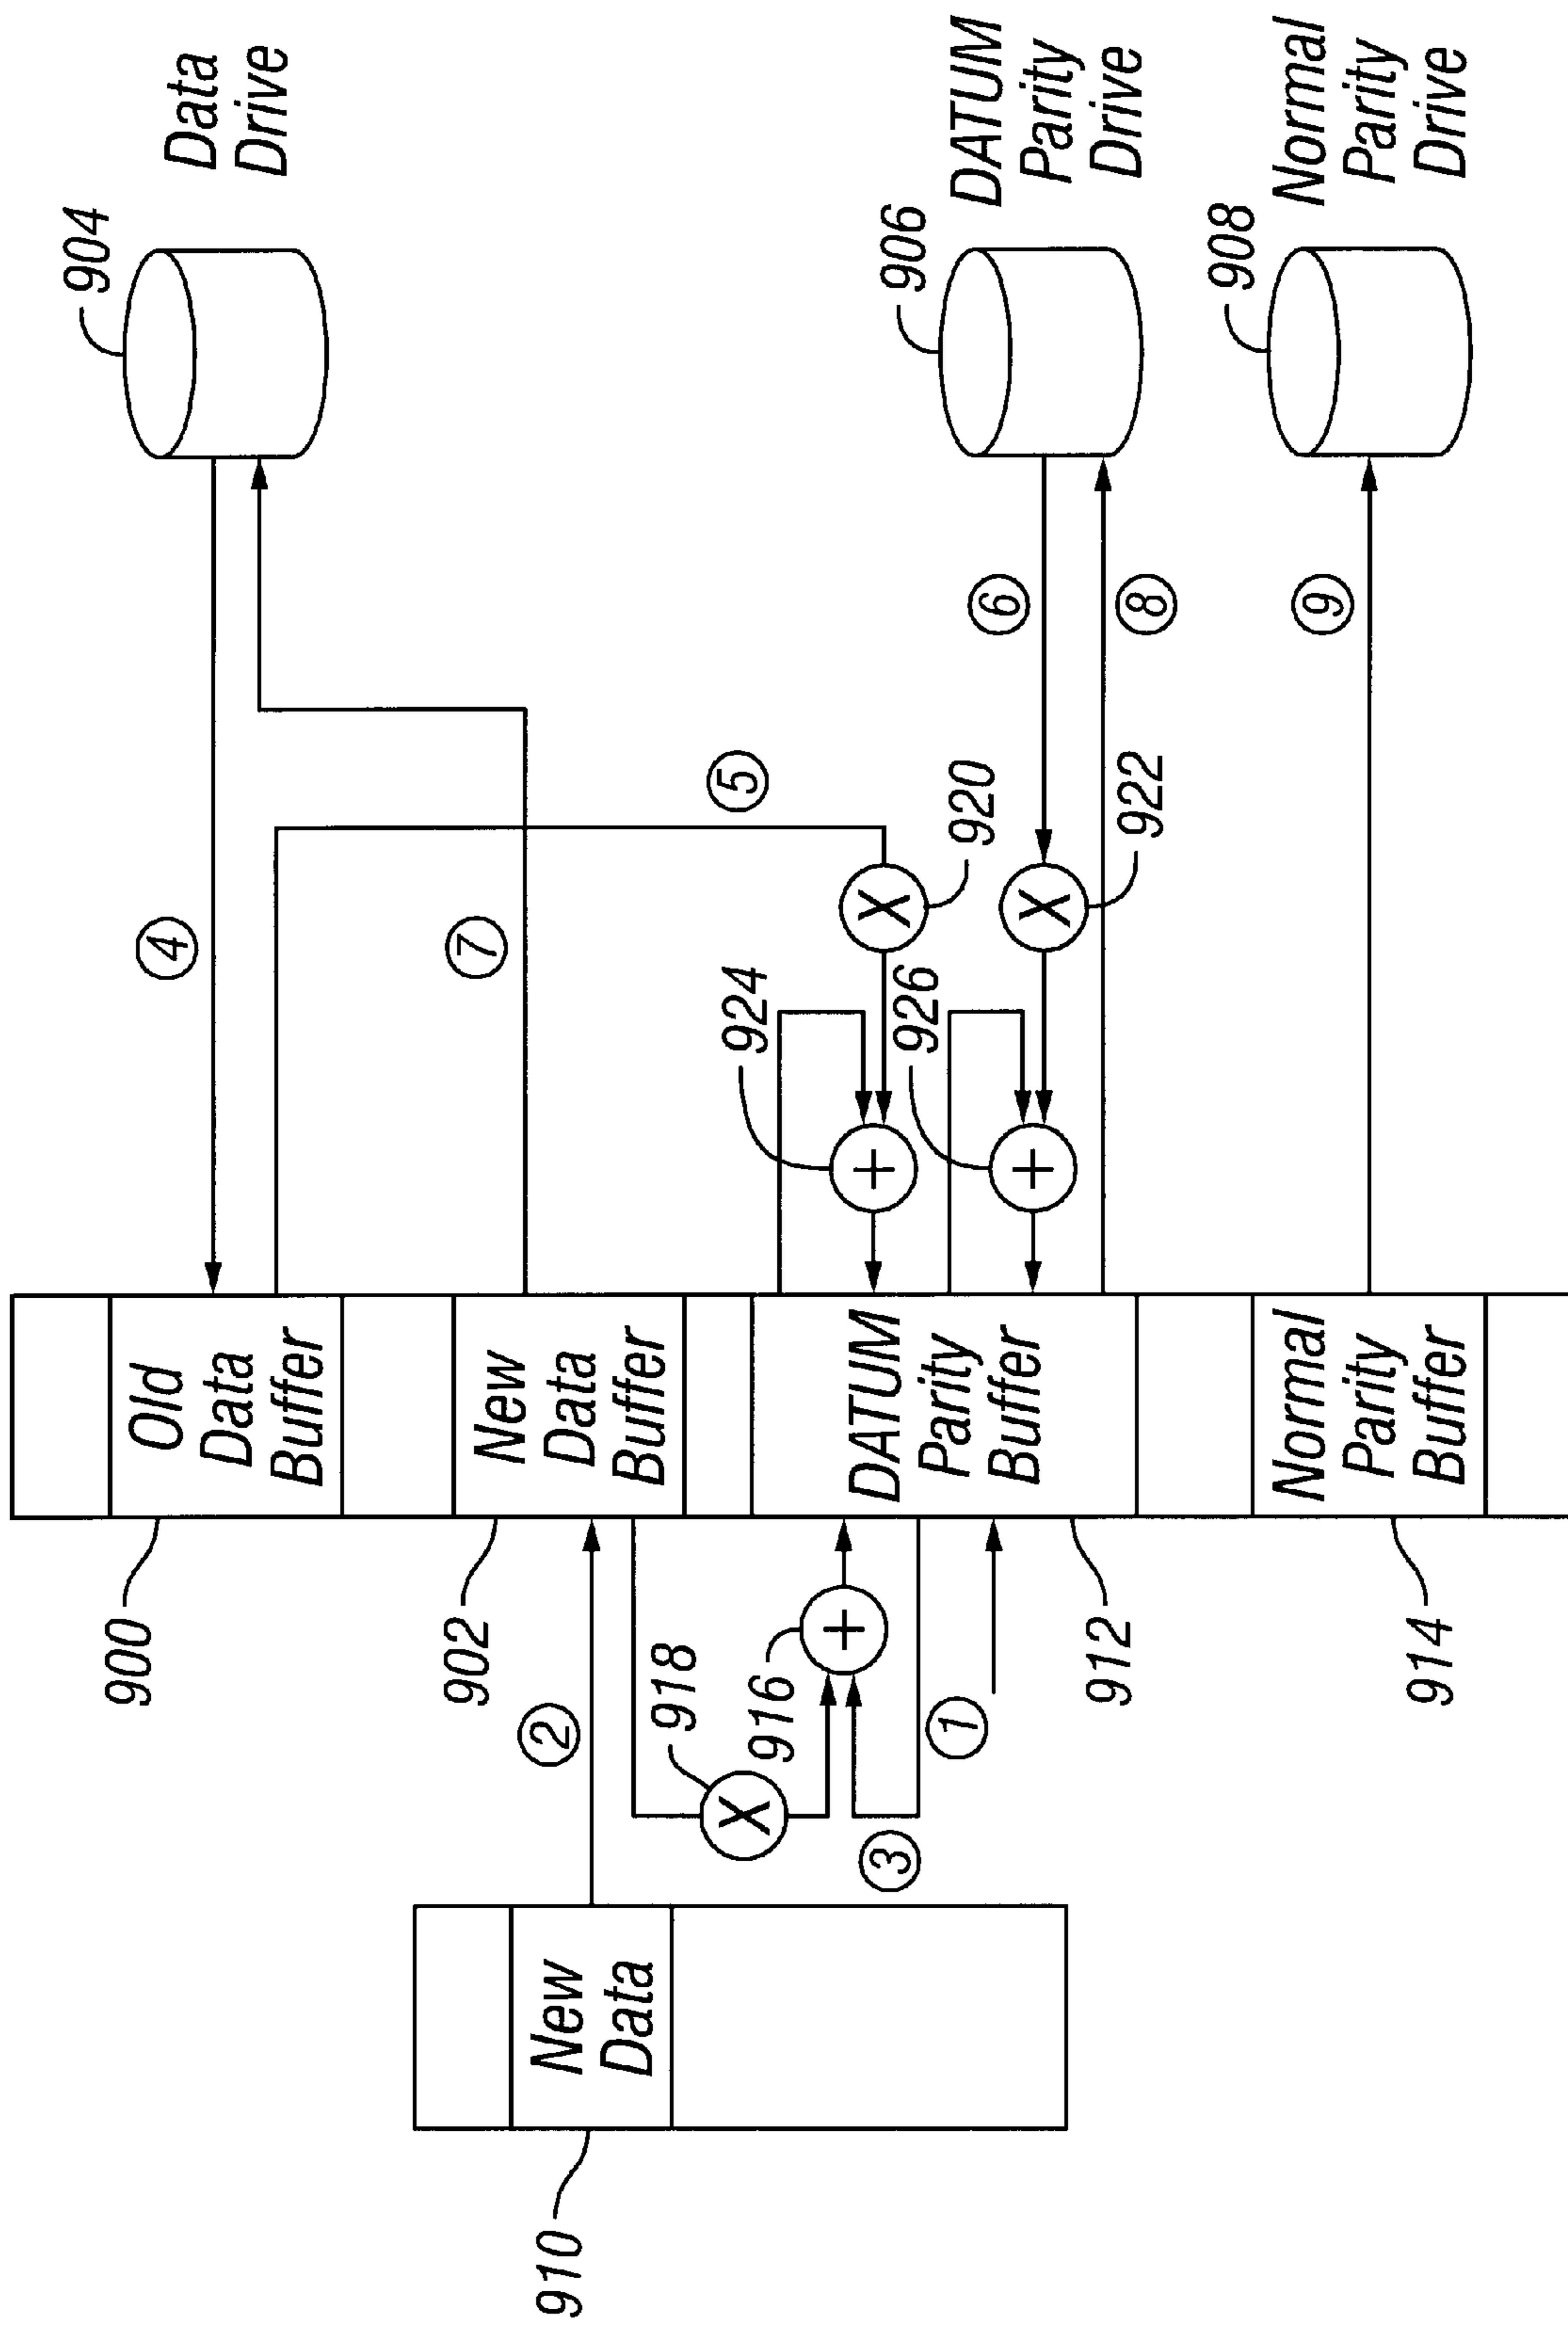 904
Data
Drive
4
Old
Data
Buffer
900
7
New
Data
Buffer
902
5
2
918
916
924
920
926
906
DATUM
Parity
Drive
6
8
922
DATUM
Parity
Buffer
912
1
3
New
Data
910
908
Normal
Parity
Drive
9
Normal
Parity
Buffer
914
X
X
X
+
+
+